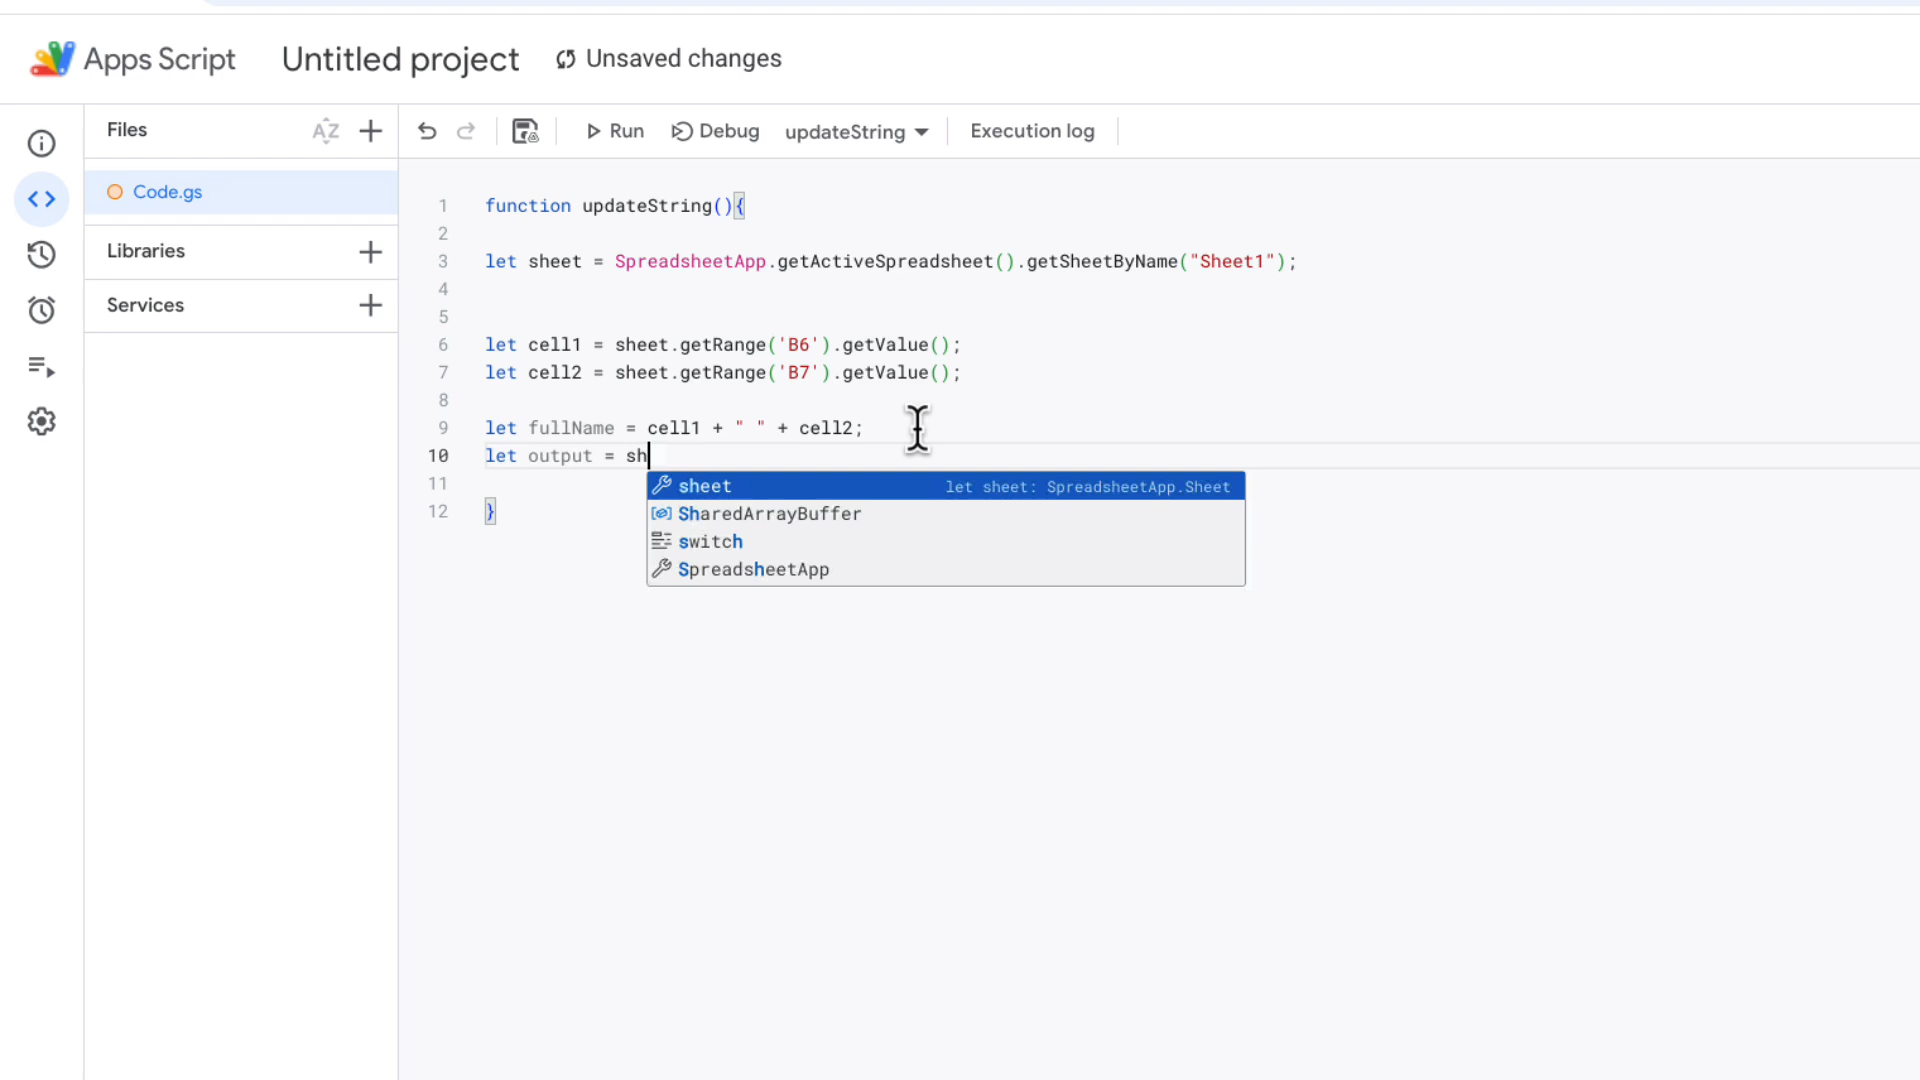 Apps Script Untitled project Unsaved changes
Files AZ Run Debug updateString Execution log
Code.gs
Libraries
Services
1 function updateString(){
2
3 let sheet = SpreadsheetApp.getActiveSpreadsheet().getSheetByName("Sheet1");
4
5
6 let cell1 = sheet.getRange('B6').getValue();
7 let cell2 = sheet.getRange('B7').getValue();
8
9 let fullName = cell1 + " " + cell2;
10 let output = sh
11
12 }
sheet let sheet: SpreadsheetApp.Sheet
SharedArrayBuffer
switch
SpreadsheetApp